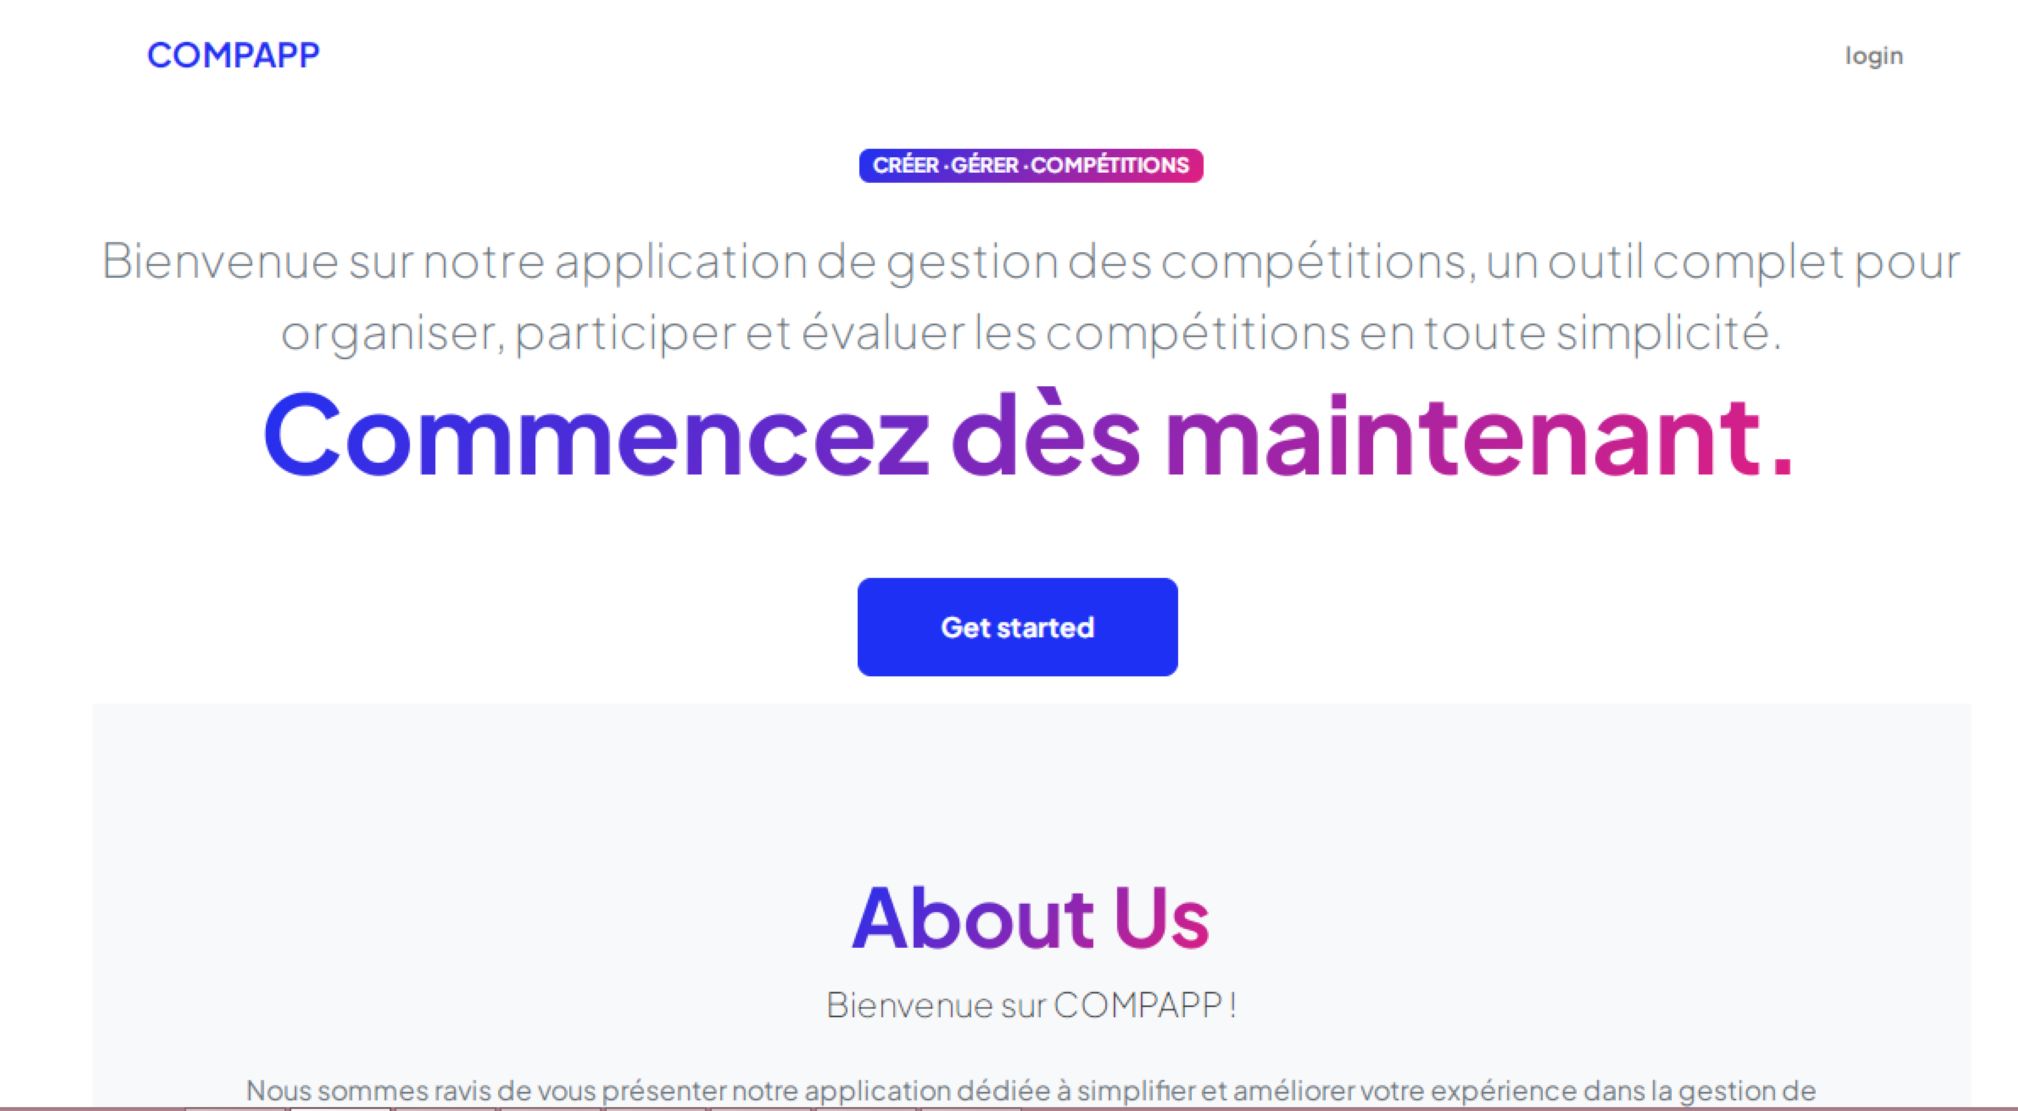 COMPAPP
login
CRÉER · GÉRER · COMPÉTITIONS
Bienvenue sur notre application de gestion des compétitions, un outil complet pour
organiser, participer et évaluer les compétitions en toute simplicité.
Commencez dès maintenant.
Get started
About Us
Bienvenue sur COMPAPP !
Nous sommes ravis de vous présenter notre application dédiée à simplifier et améliorer votre expérience dans la gestion de